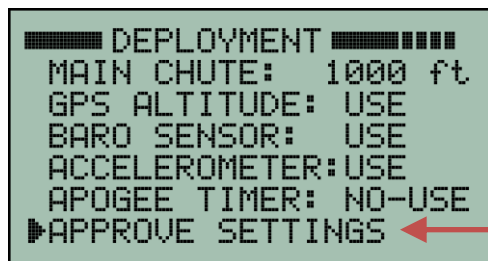 DEPLOYMENT
MAIN CHUTE: 1000 ft
GPS ALTITUDE: USE
BARO SENSOR: USE
ACCELEROMETER:USE
APOGEE TIMER: NO-USE
APPROVE SETTINGS